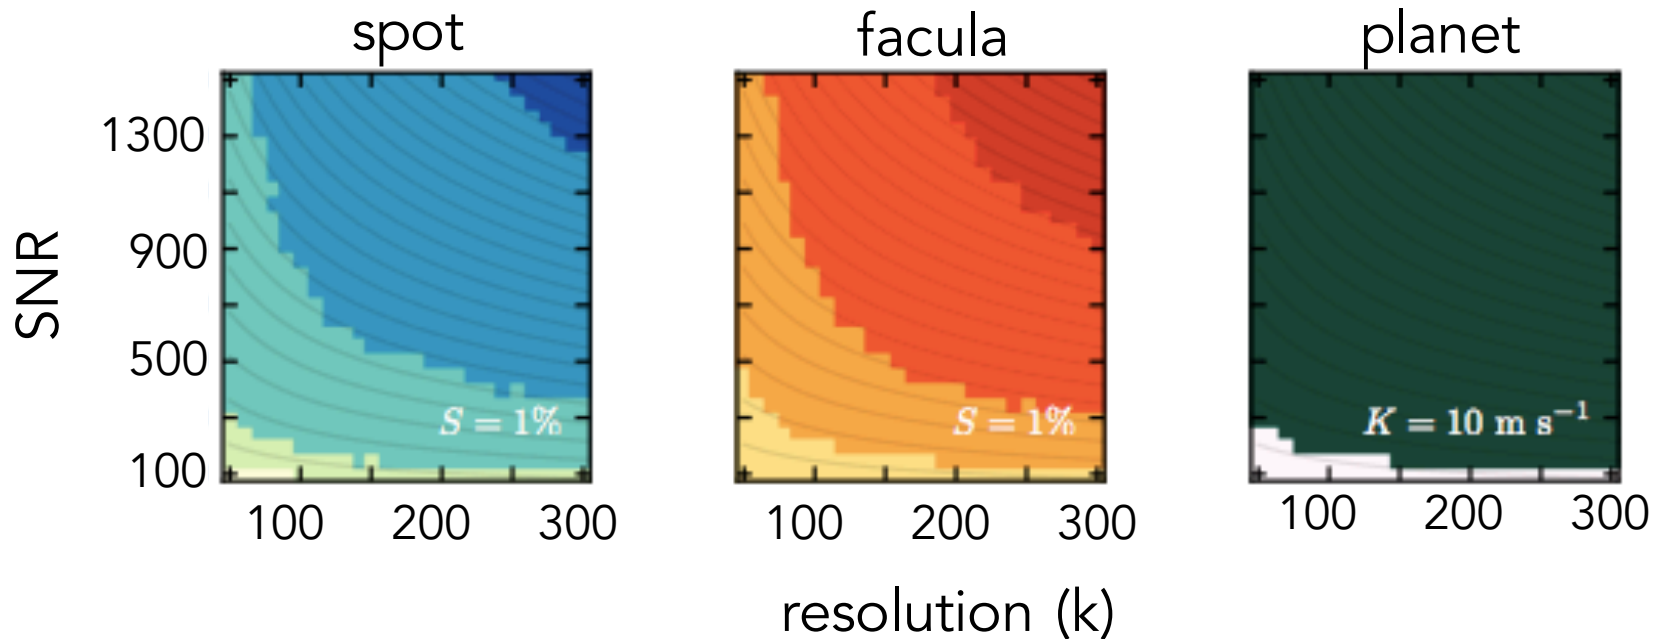 spot
facula
planet
SNR
1300
900
500
100
S = 1%
S = 1%
K = 10 m s⁻¹
100 200 300
100 200 300
100 200 300
resolution (k)